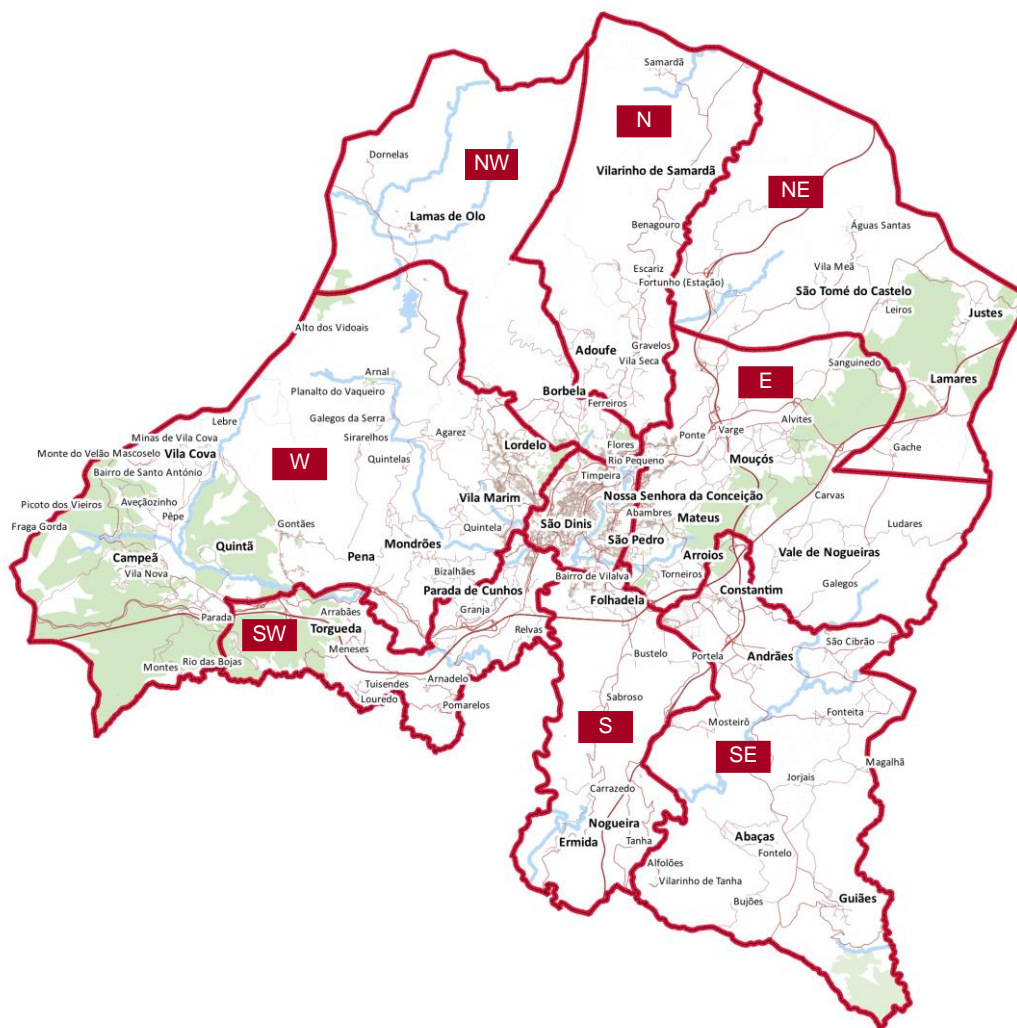 Samardã
N
Dornelas
NW
Vilarinho de Samardã
NE
Lamas de Olo
Benagouro
Águas Santas
Escariz
Vila Meã
Fortunho (Estação)
São Tomé do Castelo
Leiros
Justes
Alto dos Vidoais
Gravelos
Adoufe
Vila Seca
Sanguinedo
Arnal
E
Lamares
Planalto do Vaqueiro
Borbela
Ferreiros
Lebre
Galegos da Serra
Alvites
Minas de Vila Cova
Sirarelhos
Agarez
Lordelo
Flores
Ponte
Varge
Gache
Monte do Velão
Mascoselo
Vila Cova
W
Quintelas
Rio Pequeno
Mouçós
Bairro de Santo António
Timpeira
Picoto dos Vieiros
Aveçãozinho
Vila Marim
Nossa Senhora da Conceição
Carvas
Fraga Gorda
Pêpe
Gontães
Quintela
São Dinis
Abambres
Mateus
Ludares
Quintã
Mondrões
São Pedro
Campeã
Pena
Arroios
Vale de Nogueiras
Vila Nova
Bizalhães
Bairro de Vilalva
Torneiros
Galegos
Parada de Cunhos
Folhadela
Constantim
Parada
Arrabães
Granja
SW
Torgueda
Relvas
São Cibrão
Meneses
Bustelo
Portela
Andrães
Montes
Rio das Bojas
Tuisendes
Arnadelo
Louredo
Pomarelos
Sabroso
Fonteita
S
Mosteirô
SE
Magalhã
Jorjais
Carrazedo
Nogueira
Abaças
Ermida
Tanha
Fontelo
Alfolões
Vilarinho de Tanha
Bujões
Guiães